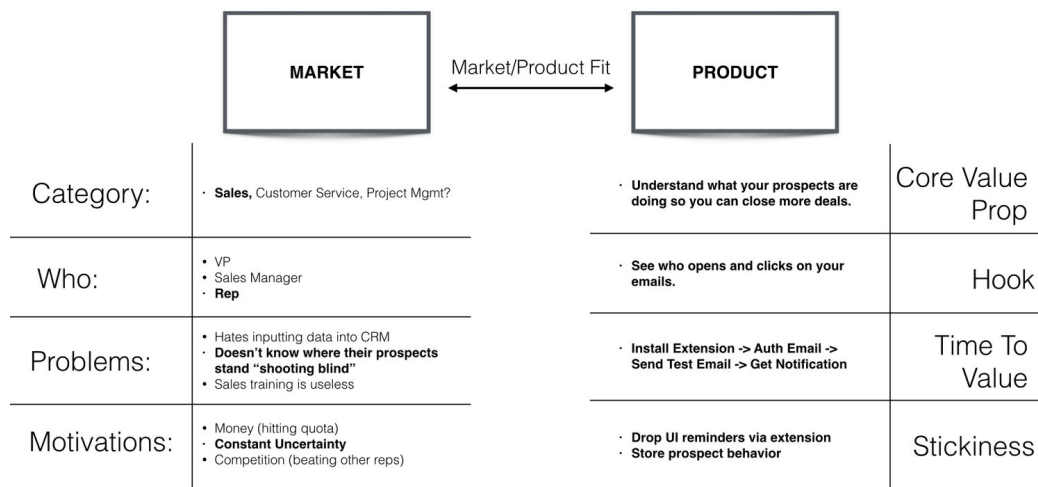 MARKET
Market/Product Fit
PRODUCT
Category:
· Sales, Customer Service, Project Mgmt?
Who:
• VP
• Sales Manager
· Rep
Problems:
• Hates inputting data into CRM
· Doesn't know where their prospects
stand “shooting blind”
• Sales training is useless
Motivations:
• Money (hitting quota)
· Constant Uncertainty
• Competition (beating other reps)
· Understand what your prospects are
doing so you can close more deals.
Core Value
Prop
· See who opens and clicks on your
emails.
Hook
· Install Extension -> Auth Email ->
Send Test Email -> Get Notification
Time To
Value
· Drop UI reminders via extension
· Store prospect behavior
Stickiness